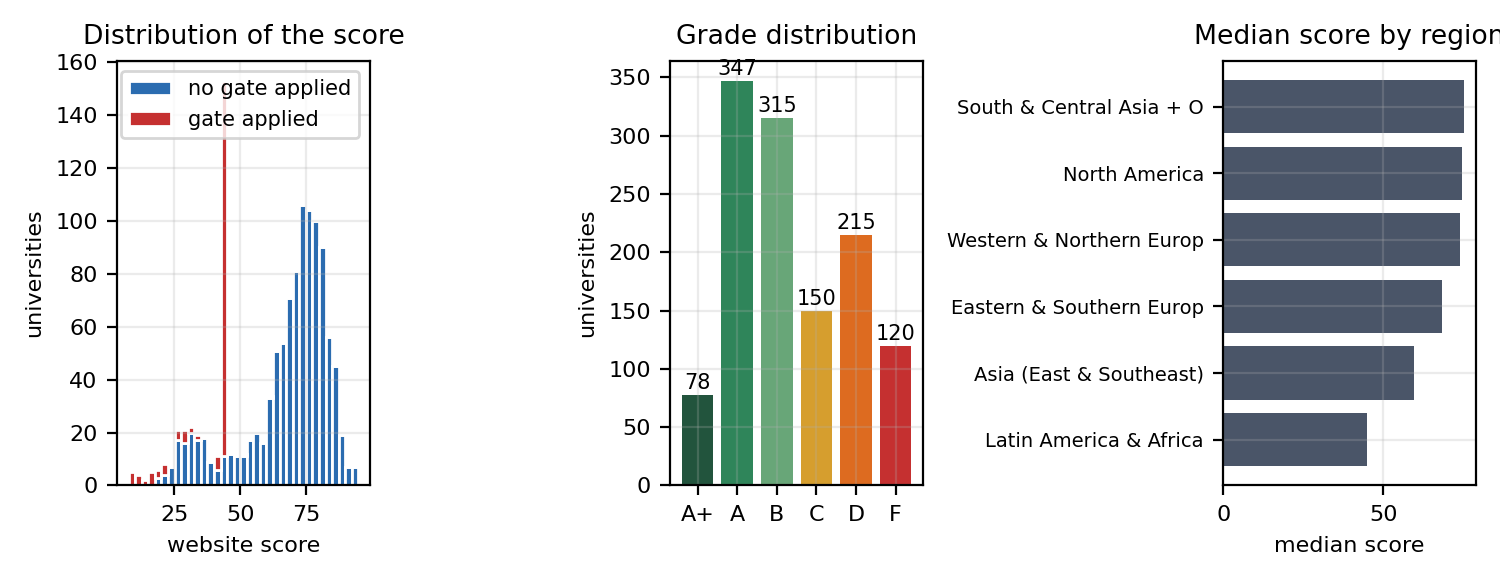 Distribution of the score
160
140
120
100
80
60
40
20
0
universities
no gate applied
gate applied
25 50 75
website score
Grade distribution
350
300
250
200
150
100
50
0
universities
78
347
315
150
215
120
A+ A B C D F
Median score by region
South & Central Asia + O
North America
Western & Northern Europ
Eastern & Southern Europ
Asia (East & Southeast)
Latin America & Africa
0 50
median score